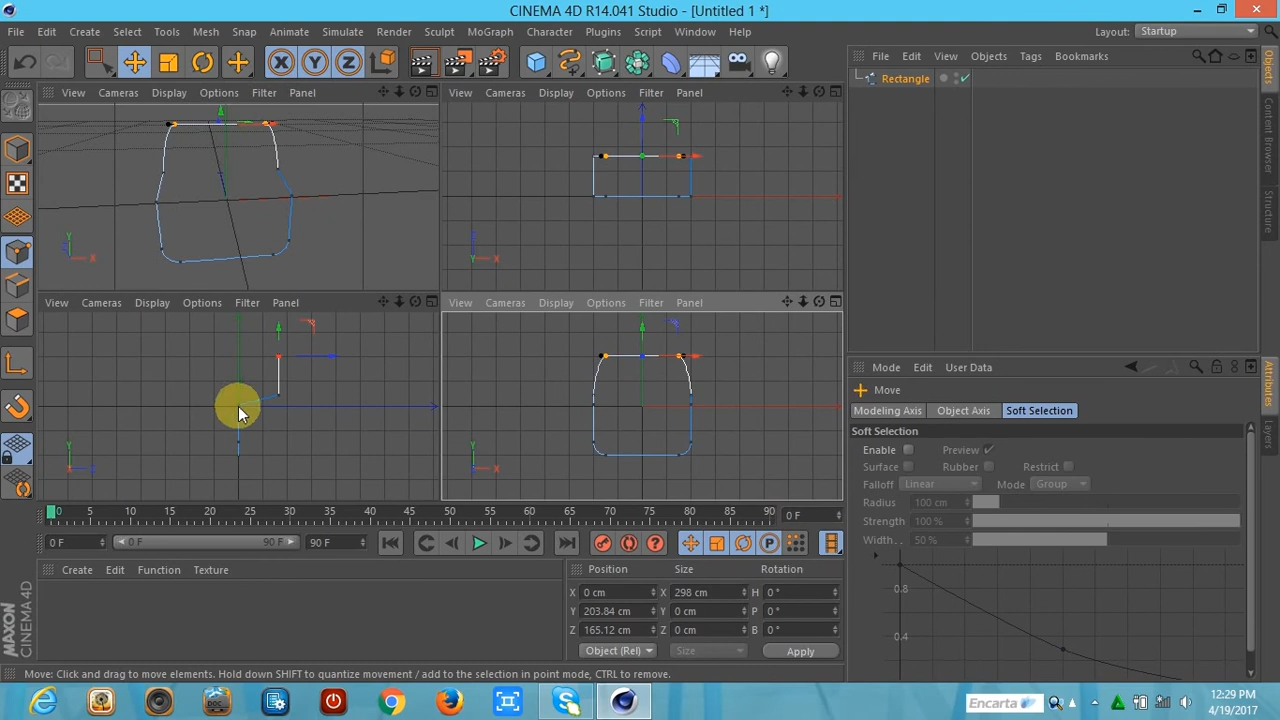 CINEMA 4D R14.041 Studio - [Untitled 1 *]
File Edit Create Select Tools Mesh Snap Animate Simulate Render Sculpt MoGraph Character Plugins Script Window Help Layout: Startup
File Edit View Objects Tags Bookmarks
Rectangle
View Cameras Display Options Filter Panel
View Cameras Display Options Filter Panel
Y X
Y X
View Cameras Display Options Filter Panel
View Cameras Display Options Filter Panel
Y
Y X
Objects
Content Browser
Structure
Mode Edit User Data
Move
Modeling Axis Object Axis Soft Selection
Soft Selection
Enable Preview
Surface Rubber Restrict
Falloff Linear Mode Group
Radius 100 cm
Strength 100 %
Width. . 50 %
0.8
0.4
Attributes
Layers
0 5 10 15 20 25 30 35 40 45 50 55 60 65 70 75 80 85 90 0 F
0 F 0 F 90 F 90 F
Create Edit Function Texture
Position Size Rotation
X 0 cm X 298 cm H 0 °
Y 203.84 cm Y 0 cm P 0 °
Z 165.12 cm Z 0 cm B 0 °
Object (Rel) Size Apply
MAXON
CINEMA 4D
Move: Click and drag to move elements. Hold down SHIFT to quantize movement / add to the selection in point mode, CTRL to remove.
DOC
Encarta
12:29 PM
4/19/2017